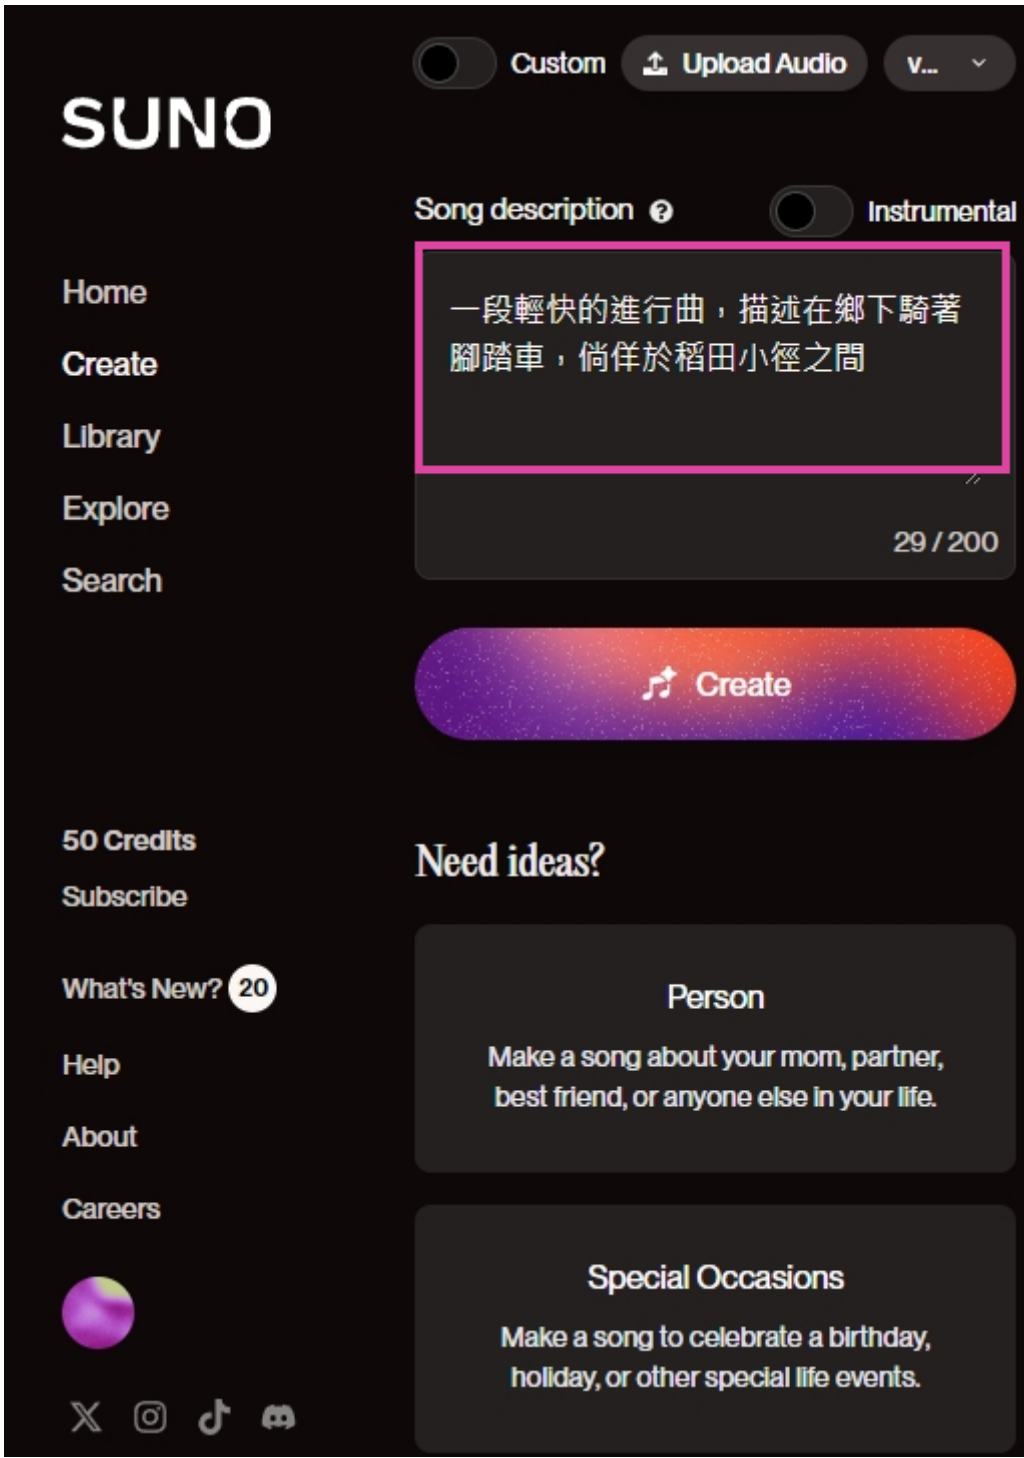 SUNO
Home
Create
Library
Explore
Search
50 Credits
Subscribe
What's New? 20
Help
About
Careers
Custom
Upload Audio
v...
Song description
Instrumental
一段輕快的進行曲，描述在鄉下騎著
腳踏車，倘佯於稻田小徑之間
29 / 200
Create
Need ideas?
Person
Make a song about your mom, partner,
best friend, or anyone else in your life.
Special Occasions
Make a song to celebrate a birthday,
holiday, or other special life events.